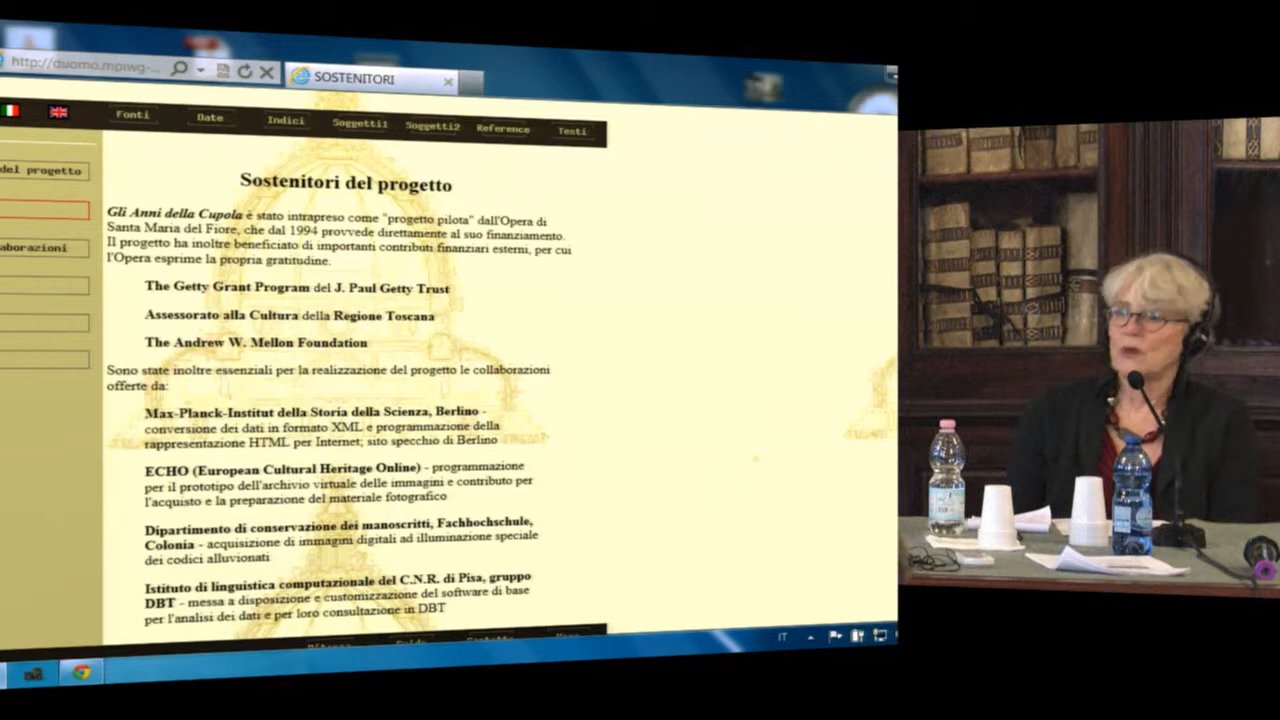 http://duomo.mpiwg-...
SOSTENITORI
Fonti Date Indici Soggetti1 Soggetti2 Reference Testi
del progetto
aborazioni
Sostenitori del progetto
Gli Anni della Cupola è stato intrapreso come "progetto pilota" dall'Opera di
Santa Maria del Fiore, che dal 1994 provvede direttamente al suo finanziamento.
Il progetto ha inoltre beneficiato di importanti contributi finanziari esterni, per cui
l'Opera esprime la propria gratitudine.
The Getty Grant Program del J. Paul Getty Trust
Assessorato alla Cultura della Regione Toscana
The Andrew W. Mellon Foundation
Sono state inoltre essenziali per la realizzazione del progetto le collaborazioni
offerte da:
Max-Planck-Institut della Storia della Scienza, Berlino -
conversione dei dati in formato XML e programmazione della
rappresentazione HTML per Internet; sito specchio di Berlino
ECHO (European Cultural Heritage Online) - programmazione
per il prototipo dell'archivio virtuale delle immagini e contributo per
l'acquisto e la preparazione del materiale fotografico
Dipartimento di conservazione dei manoscritti, Fachhochschule,
Colonia - acquisizione di immagini digitali ad illuminazione speciale
dei codici alluvionati
Istituto di linguistica computazionale del C.N.R. di Pisa, gruppo
DBT - messa a disposizione e customizzazione del software di base
per l'analisi dei dati e per loro consultazione in DBT
IT